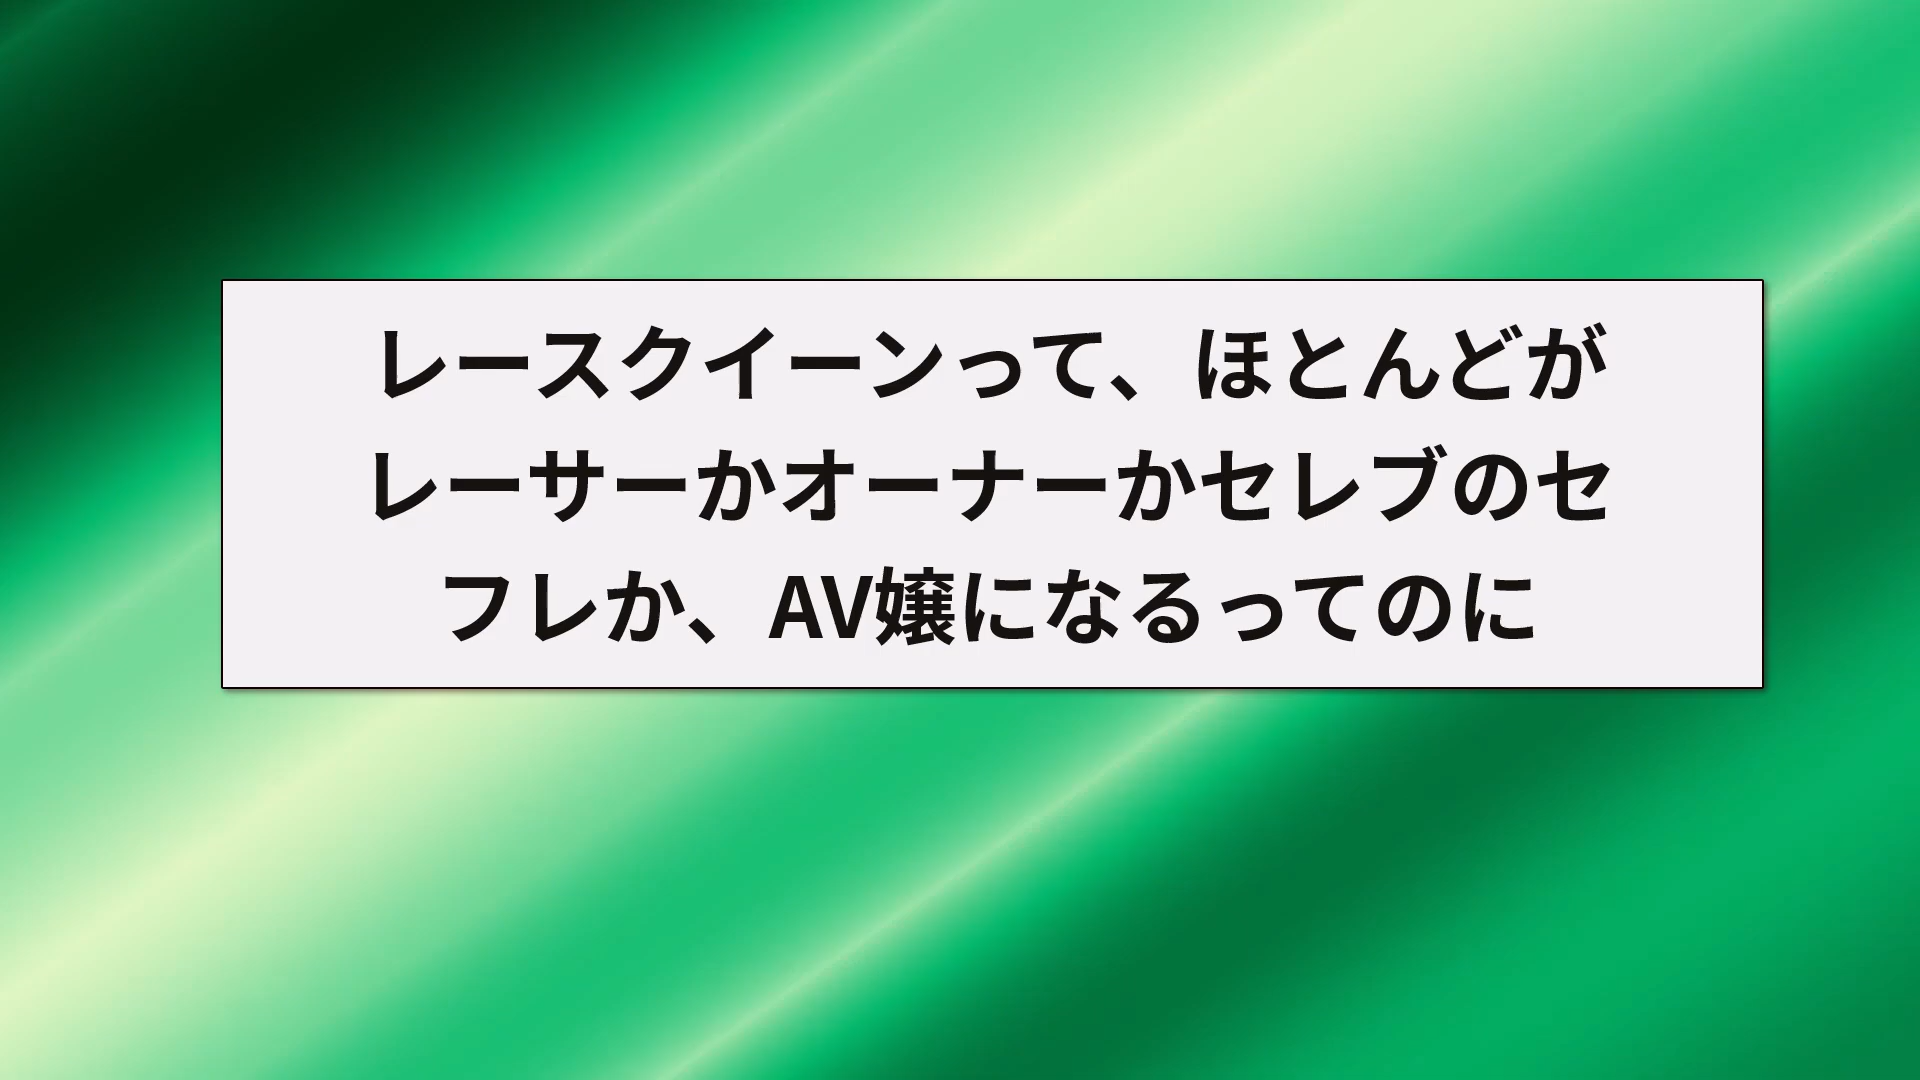 レースクイーンって、ほとんどが
レーサーかオーナーかセレブのセ
フレか、AV嬢になるってのに